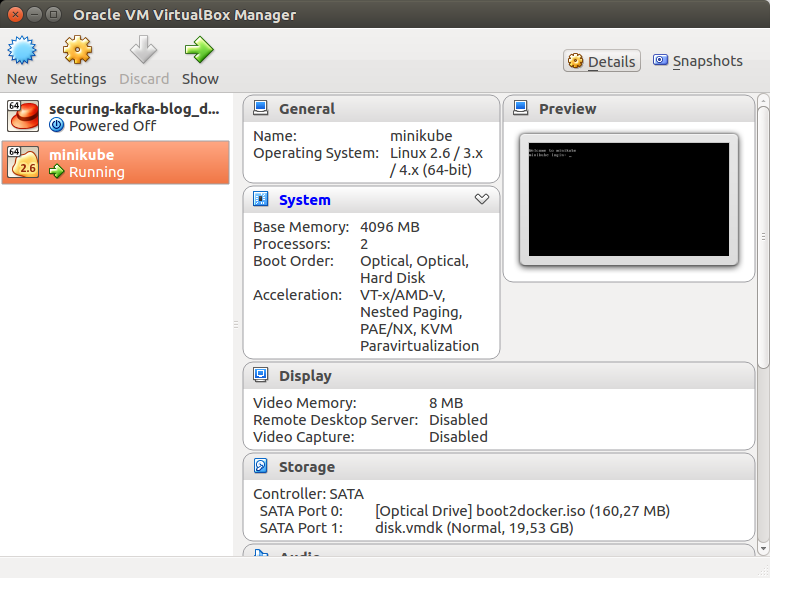 Oracle VM VirtualBox Manager
New Settings Discard Show
Details Snapshots
64 securing-kafka-blog_d...
Powered Off
64 2.6 minikube
Running
General
Name: minikube
Operating System: Linux 2.6 / 3.x
/ 4.x (64-bit)
System
Base Memory: 4096 MB
Processors: 2
Boot Order: Optical, Optical,
Hard Disk
Acceleration: VT-x/AMD-V,
Nested Paging,
PAE/NX, KVM
Paravirtualization
Preview
Welcome to minikube
minikube login: _
Display
Video Memory: 8 MB
Remote Desktop Server: Disabled
Video Capture: Disabled
Storage
Controller: SATA
SATA Port 0: [Optical Drive] boot2docker.iso (160,27 MB)
SATA Port 1: disk.vmdk (Normal, 19,53 GB)
Audio